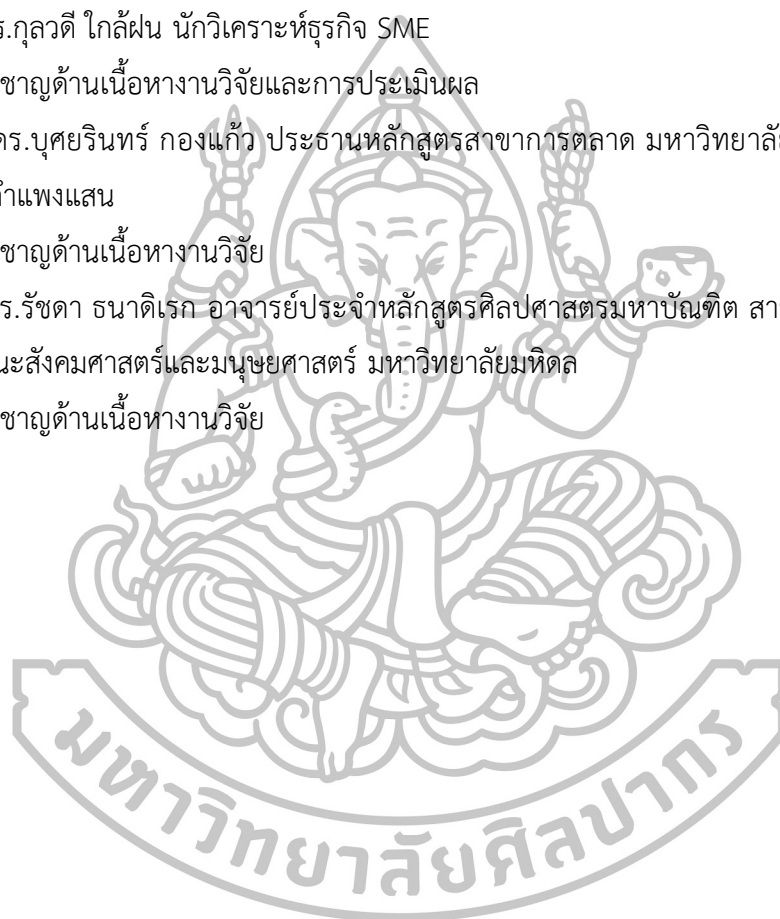 ร.กุลวดี ใกล้ฝน นักวิเคราะห์ธุรกิจ SME
ชาญด้านเนื้อหางานวิจัยและการประเมินผล
ดร.บุศยรินทร์ กองแก้ว ประธานหลักสูตรสาขาการตลาด มหาวิทยาลัย
กำแพงแสน
ชาญด้านเนื้อหางานวิจัย
ร.รัชดา ธนาดิเรก อาจารย์ประจำหลักสูตรศิลปศาสตรมหาบัณฑิต สา
ณะสังคมศาสตร์และมนุษยศาสตร์ มหาวิทยาลัยมหิดล
ชาญด้านเนื้อหางานวิจัย
มหาวิทยาลัยศิลปากร